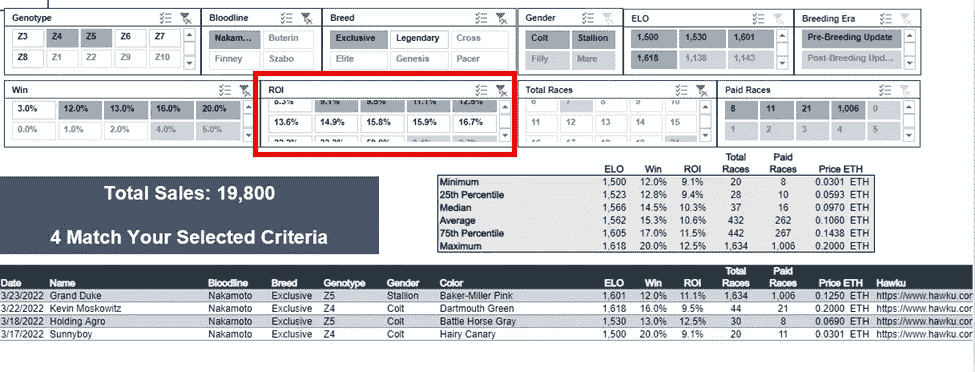 Genotype Bloodline Breed Gender ELO Breeding Era
Z3 Z4 Z5 Z6 Z7 Nakam... Buterin Exclusive Legendary Cross Colt Stallion 1,500 1,530 1,601 Pre-Breeding Update
Z8 Z1 Z2 Z9 Z10 Finney Szabo Elite Genesis Pacer Filly Mare 1,618 1,138 1,143 Post-Breeding Upd...
Win ROI Total Races Paid Races
3.0% 12.0% 13.0% 16.0% 20.0% 8.3% 9.1% 9.5% 11.1% 12.5% 6 7 8 9 10 8 11 21 1,006 0
0.0% 1.0% 2.0% 4.0% 5.0% 13.6% 14.9% 15.8% 15.9% 16.7% 11 12 13 14 15 1 2 3 4 5
16 17 18 19
Total Sales: 19,800
4 Match Your Selected Criteria
Total Paid
ELO Win ROI Races Races Price ETH
Minimum 1,500 12.0% 9.1% 20 8 0.0301 ETH
25th Percentile 1,523 12.8% 9.4% 28 10 0.0593 ETH
Median 1,566 14.5% 10.3% 37 16 0.0970 ETH
Average 1,562 15.3% 10.6% 432 262 0.1060 ETH
75th Percentile 1,605 17.0% 11.5% 442 267 0.1438 ETH
Maximum 1,618 20.0% 12.5% 1,634 1,006 0.2000 ETH
Total Paid
Date Name Bloodline Breed Genotype Gender Color ELO Win ROI Races Races Price ETH Hawku
3/23/2022 Grand Duke Nakamoto Exclusive Z5 Stallion Baker-Miller Pink 1,601 12.0% 11.1% 1,634 1,006 0.1250 ETH https://www.hawku.cor
3/22/2022 Kevin Moskowitz Nakamoto Exclusive Z4 Colt Dartmouth Green 1,618 16.0% 9.5% 44 21 0.2000 ETH https://www.hawku.cor
3/18/2022 Holding Agro Nakamoto Exclusive Z5 Colt Battle Horse Gray 1,530 13.0% 12.5% 30 8 0.0690 ETH https://www.hawku.cor
3/17/2022 Sunnyboy Nakamoto Exclusive Z4 Colt Hairy Canary 1,500 20.0% 9.1% 20 11 0.0301 ETH https://www.hawku.cor